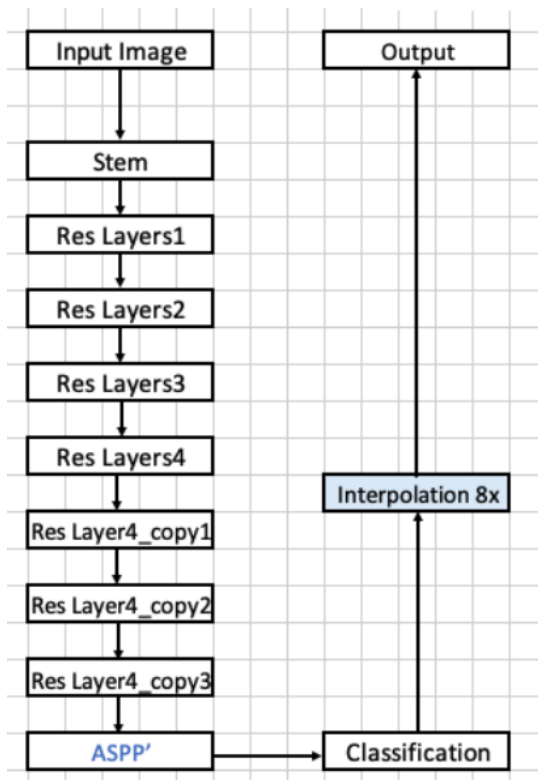 Input Image
Stem
Res Layers1
Res Layers2
Res Layers3
Res Layers4
Res Layer4_copy1
Res Layer4_copy2
Res Layer4_copy3
ASPP’
Classification
Interpolation 8x
Output